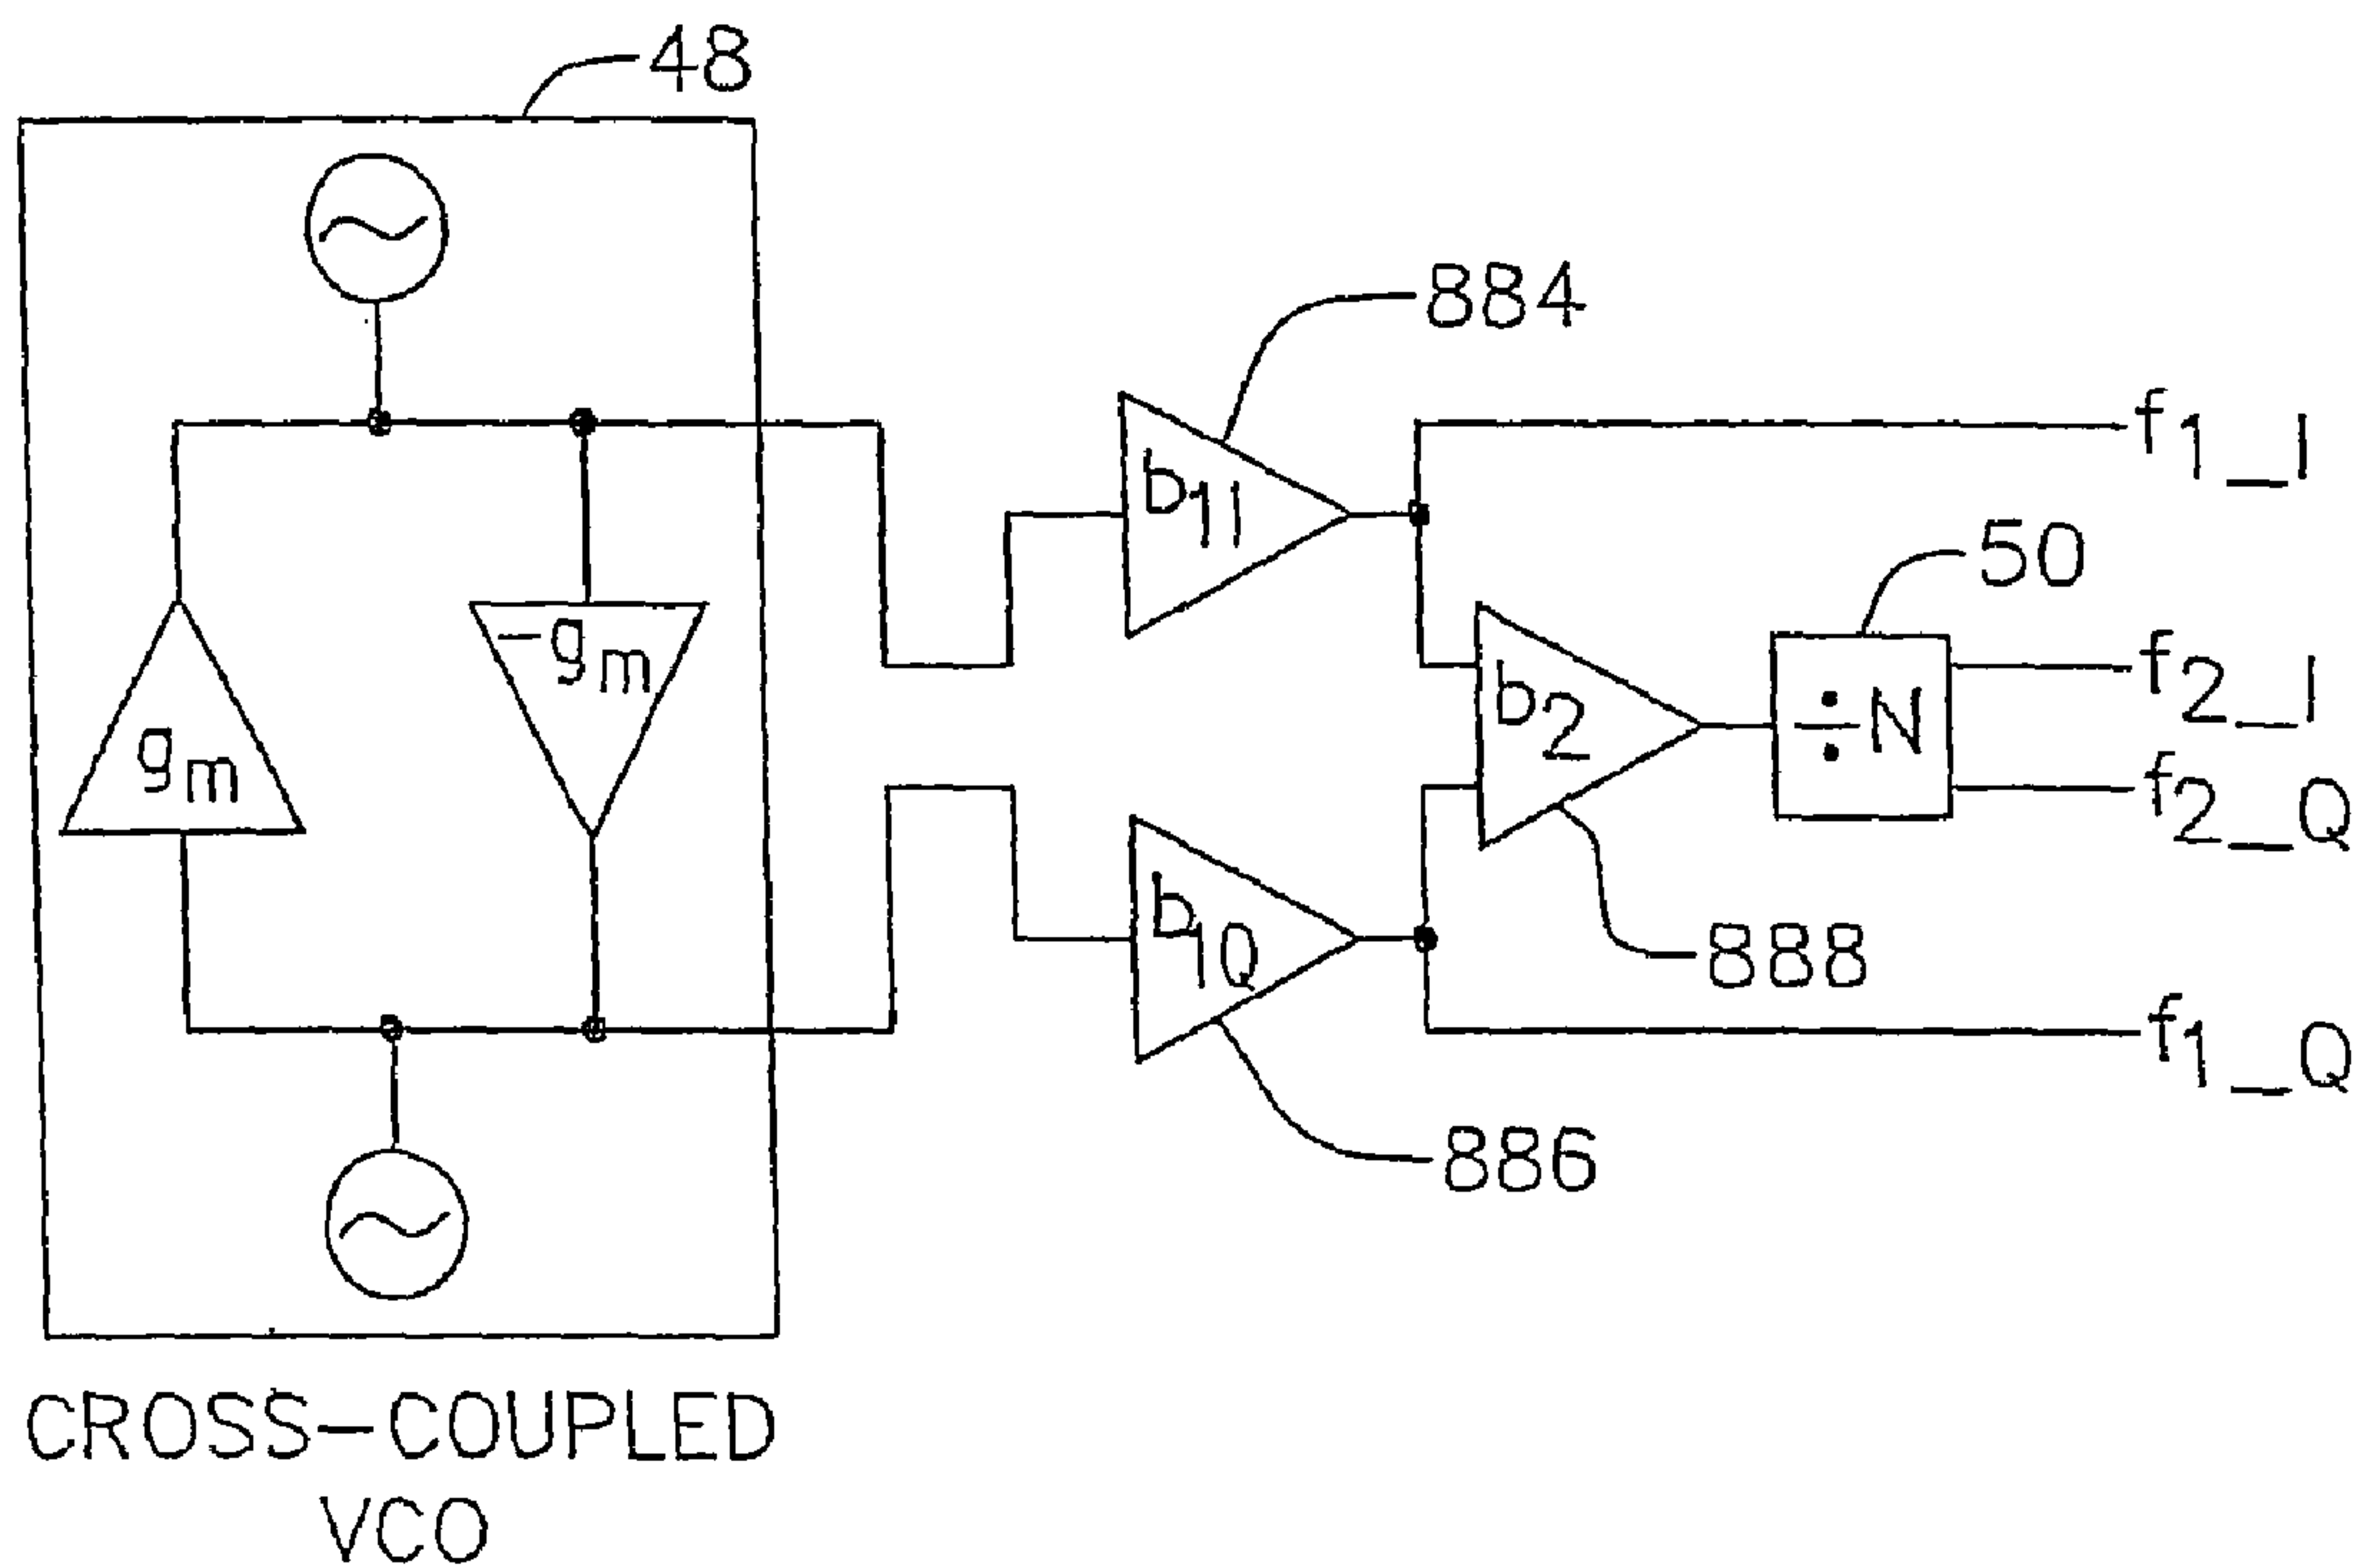 48
884
b1I
f1_I
50
-gm
gm
b2
÷N
f2_I
f2_Q
b1Q
888
f1_Q
886
CROSS-COUPLED
VCO